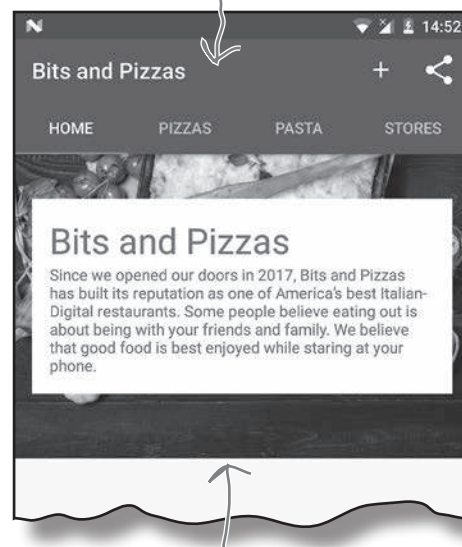 14:52
Bits and Pizzas +
HOME PIZZAS PASTA STORES
Bits and Pizzas
Since we opened our doors in 2017, Bits and Pizzas
has built its reputation as one of America's best Italian-
Digital restaurants. Some people believe eating out is
about being with your friends and family. We believe
that good food is best enjoyed while staring at your
phone.